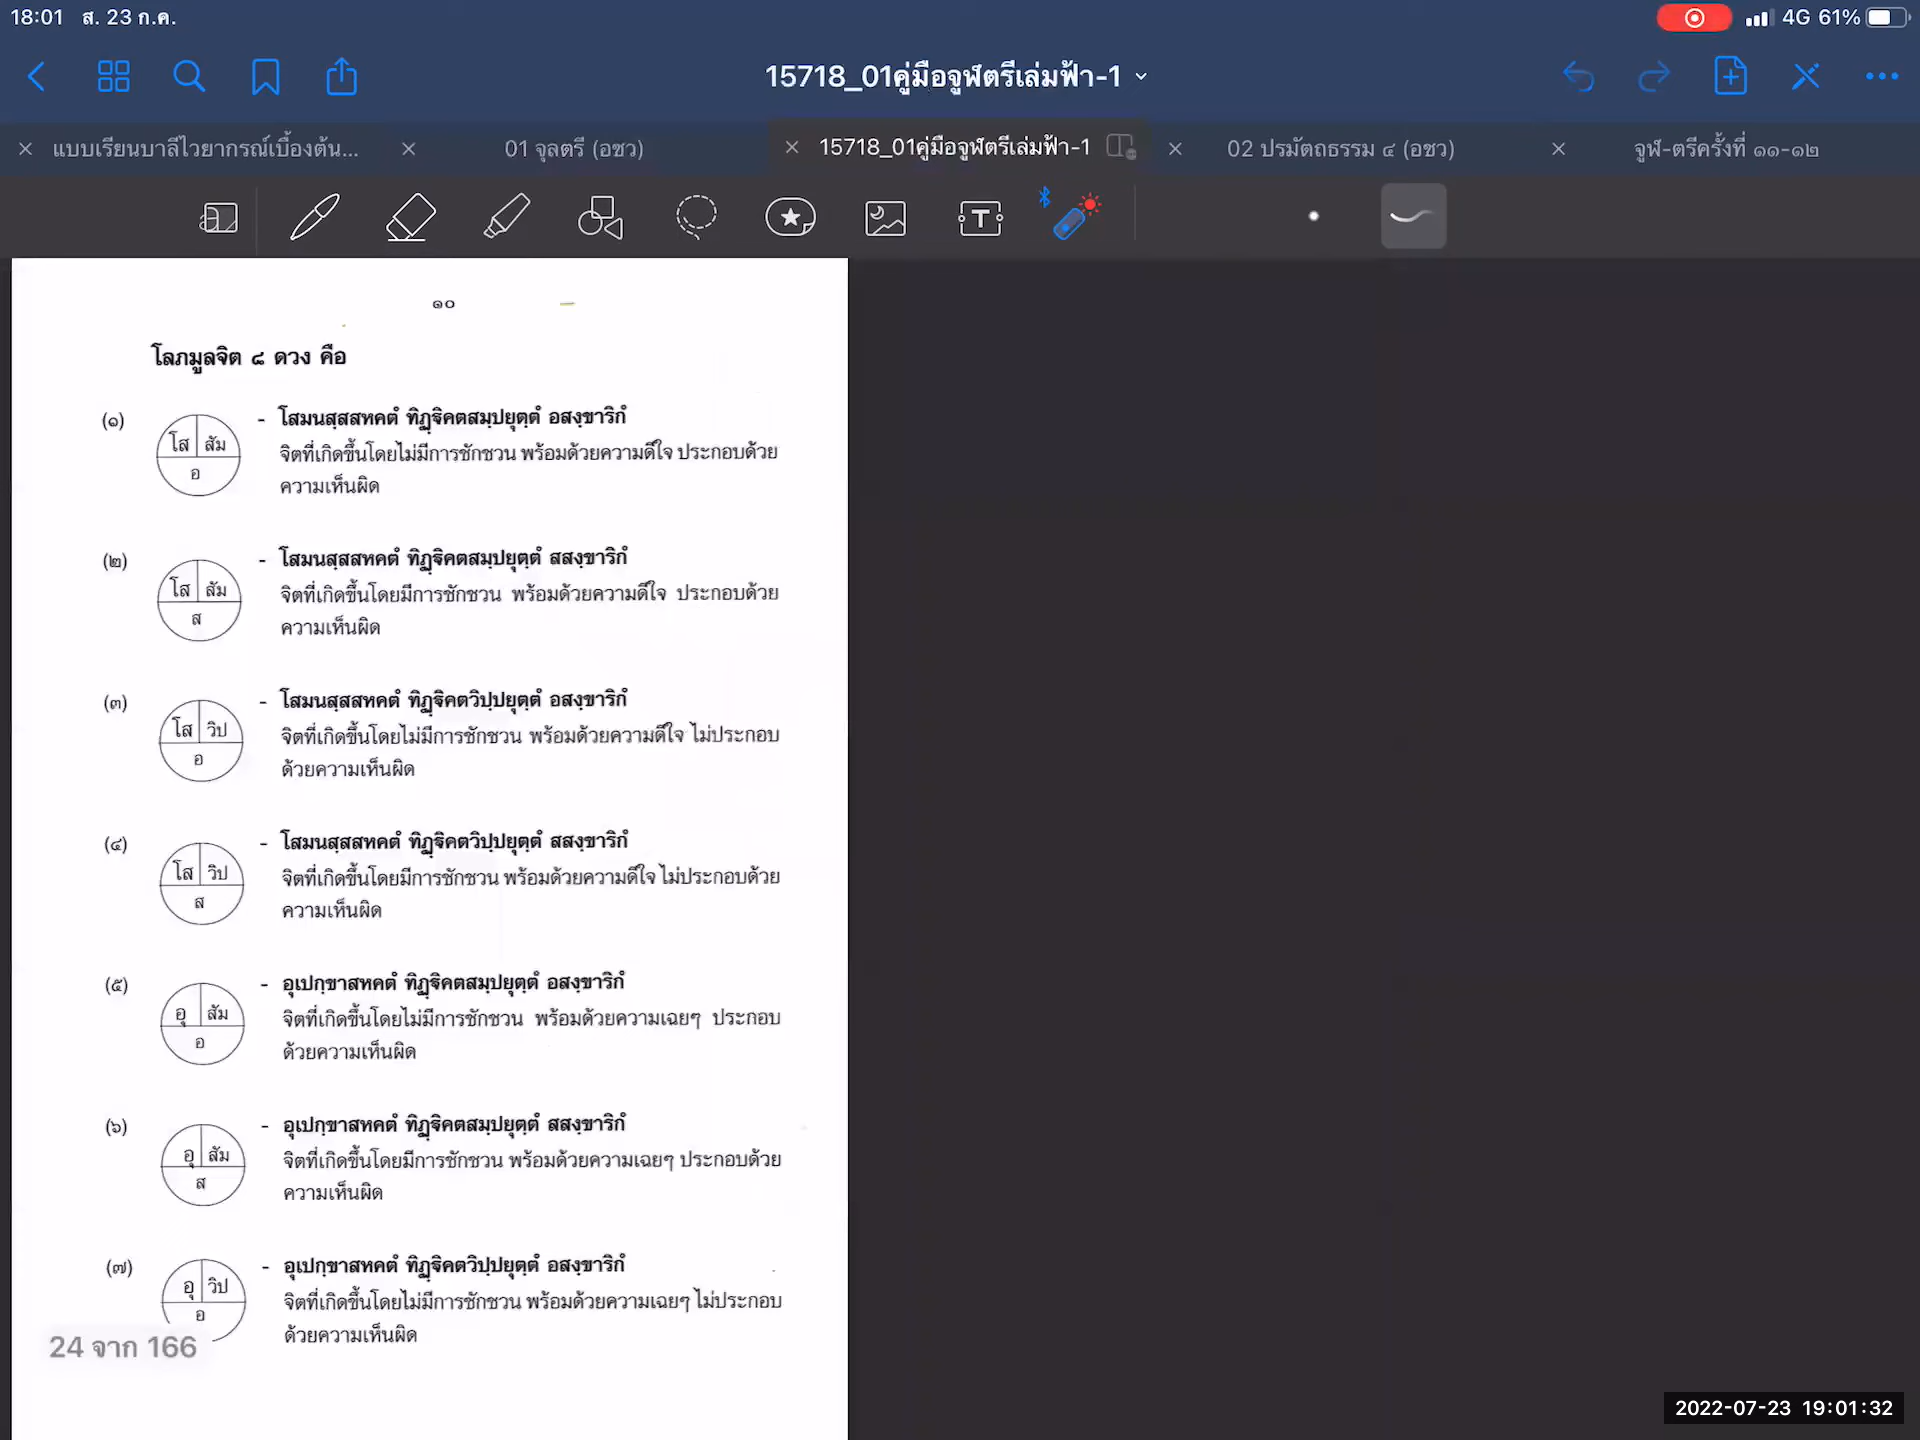 18:01 ส. 23 ก.ค.
4G 61%
15718_01คู่มือจูฬตรีเล่มฟ้า-1
แบบเรียนบาลีไวยากรณ์เบื้องต้น...
01 จุลตรี (อชว)
15718_01คู่มือจูฬตรีเล่มฟ้า-1
02 ปรมัตถธรรม ๔ (อชว)
จูฬ-ตรีครั้งที่ ๑๑-๑๒
๑๐
โลภมูลจิต ๘ ดวง คือ
(๑) โส สัม อ - โสมนสฺสสหคตํ ทิฏฺฐิคตสมฺปยุตฺตํ อสงฺขาริกํ
จิตที่เกิดขึ้นโดยไม่มีการชักชวน พร้อมด้วยความดีใจ ประกอบด้วย
ความเห็นผิด
(๒) โส สัม ส - โสมนสฺสสหคตํ ทิฏฺฐิคตสมฺปยุตฺตํ สสงฺขาริกํ
จิตที่เกิดขึ้นโดยมีการชักชวน พร้อมด้วยความดีใจ ประกอบด้วย
ความเห็นผิด
(๓) โส วิป อ - โสมนสฺสสหคตํ ทิฏฺฐิคตวิปฺปยุตฺตํ อสงฺขาริกํ
จิตที่เกิดขึ้นโดยไม่มีการชักชวน พร้อมด้วยความดีใจ ไม่ประกอบ
ด้วยความเห็นผิด
(๔) โส วิป ส - โสมนสฺสสหคตํ ทิฏฺฐิคตวิปฺปยุตฺตํ สสงฺขาริกํ
จิตที่เกิดขึ้นโดยมีการชักชวน พร้อมด้วยความดีใจ ไม่ประกอบด้วย
ความเห็นผิด
(๕) อุ สัม อ - อุเปกฺขาสหคตํ ทิฏฺฐิคตสมฺปยุตฺตํ อสงฺขาริกํ
จิตที่เกิดขึ้นโดยไม่มีการชักชวน พร้อมด้วยความเฉยๆ ประกอบ
ด้วยความเห็นผิด
(๖) อุ สัม ส - อุเปกฺขาสหคตํ ทิฏฺฐิคตสมฺปยุตฺตํ สสงฺขาริกํ
จิตที่เกิดขึ้นโดยมีการชักชวน พร้อมด้วยความเฉยๆ ประกอบด้วย
ความเห็นผิด
(๗) อุ วิป อ - อุเปกฺขาสหคตํ ทิฏฺฐิคตวิปฺปยุตฺตํ อสงฺขาริกํ
จิตที่เกิดขึ้นโดยไม่มีการชักชวน พร้อมด้วยความเฉยๆ ไม่ประกอบ
ด้วยความเห็นผิด
24 จาก 166
2022-07-23 19:01:32